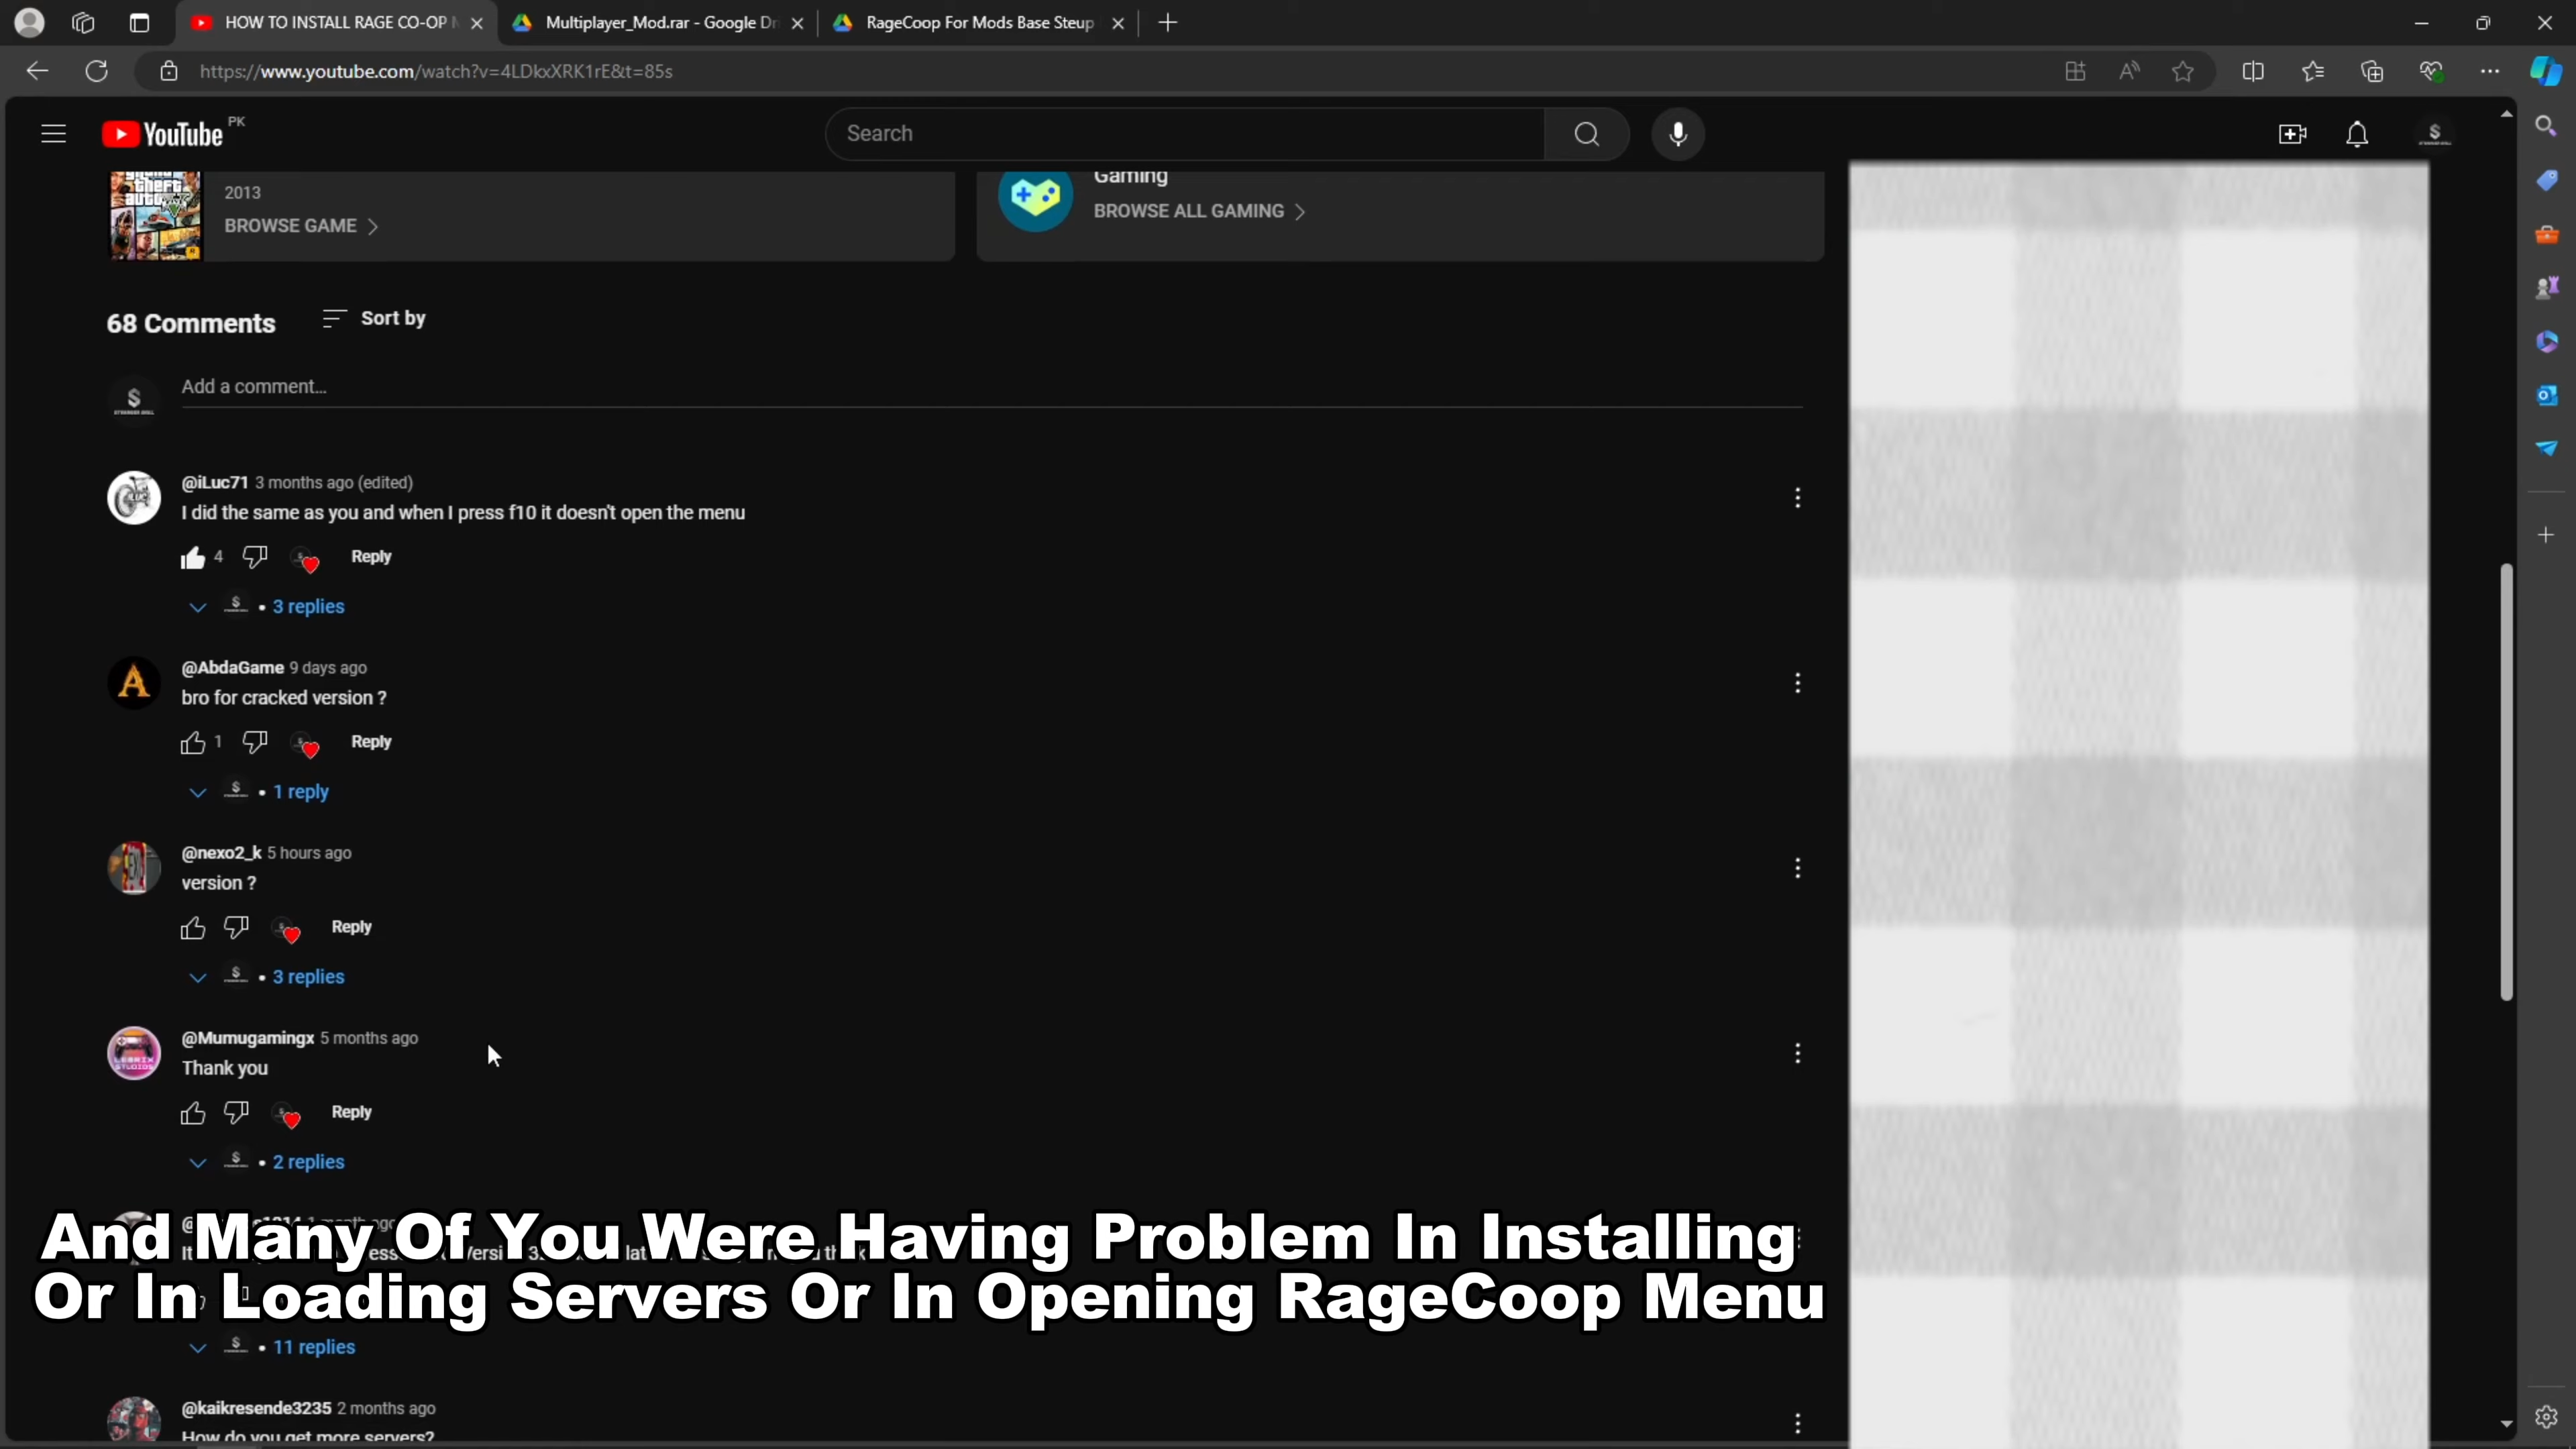 HOW TO INSTALL RAGE CO-OP
Multiplayer_Mod.rar - Google Dri
RageCoop For Mods Base Steup
https://www.youtube.com/watch?v=4LDkxXRK1rE&t=85s
YouTube PK
Search
grand theft auto V
2013
BROWSE GAME
Gaming
BROWSE ALL GAMING
68 Comments
Sort by
Add a comment...
@iLuc71 3 months ago (edited)
I did the same as you and when I press f10 it doesn't open the menu
4
Reply
3 replies
@AbdaGame 9 days ago
bro for cracked version ?
1
Reply
1 reply
@nexo2_k 5 hours ago
version ?
Reply
3 replies
@Mumugamingx 5 months ago
Thank you
Reply
2 replies
And Many Of You Were Having Problem In Installing
Or In Loading Servers Or In Opening RageCoop Menu
11 replies
@kaikresende3235 2 months ago
How do you get more servers?